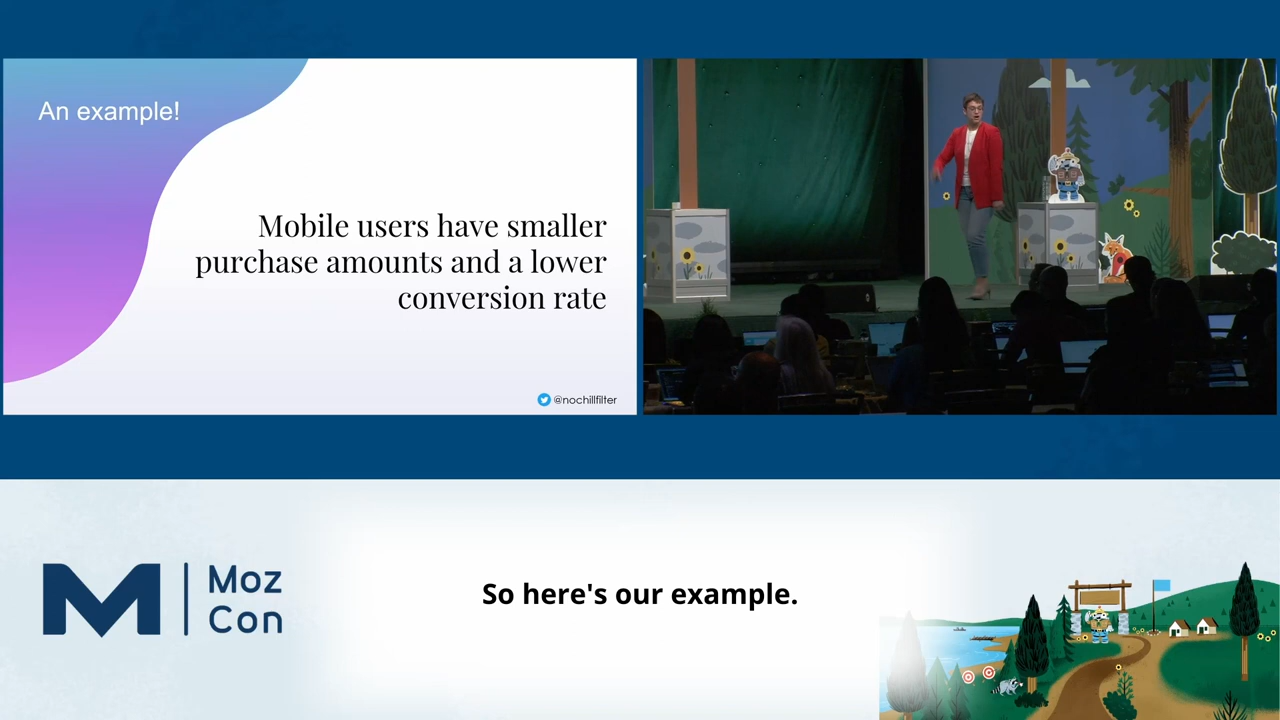 An example!
Mobile users have smaller
purchase amounts and a lower
conversion rate
@nochillfilter
Moz
Con
So here's our example.